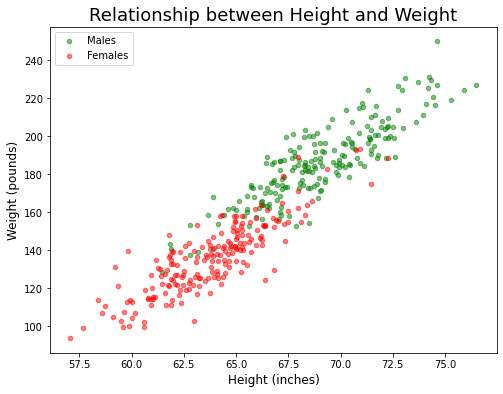 Relationship between Height and Weight
Males
Females
Weight (pounds)
240
220
200
180
160
140
120
100
57.5 60.0 62.5 65.0 67.5 70.0 72.5 75.0
Height (inches)